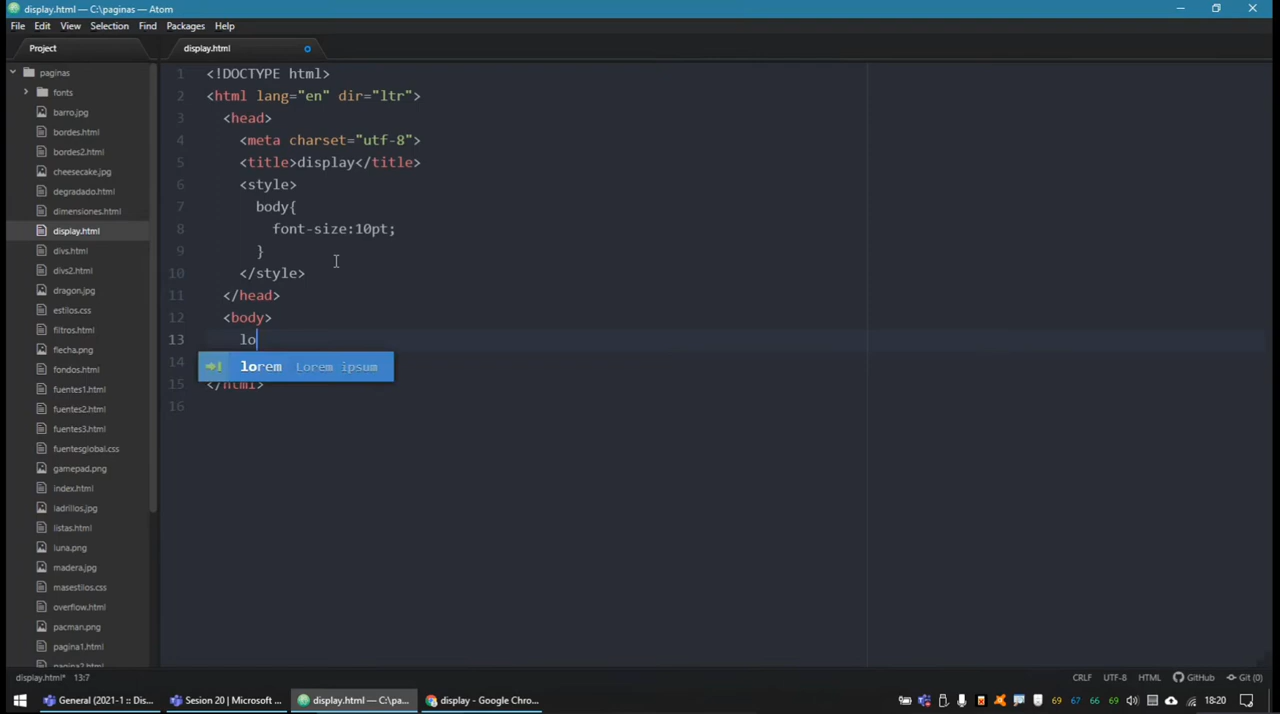 display.html — C:\paginas — Atom
File Edit View Selection Find Packages Help
Project
display.html
paginas
fonts
barro.jpg
bordes.html
bordes2.html
cheesecake.jpg
degradado.html
dimensiones.html
display.html
divs.html
divs2.html
dragon.jpg
estilos.css
filtros.html
flecha.png
fondos.html
fuentes1.html
fuentes2.html
fuentes3.html
fuentesglobal.css
gamepad.png
index.html
ladrillos.jpg
listas.html
luna.png
madera.jpg
masestilos.css
overflow.html
pacman.png
pagina1.html
pagina2.html
1 <!DOCTYPE html>
2 <html lang="en" dir="ltr">
3 <head>
4 <meta charset="utf-8">
5 <title>display</title>
6 <style>
7 body{
8 font-size:10pt;
9 }
10 </style>
11 </head>
12 <body>
13 lo
lorem Lorem ipsum
14
15 </html>
16
display.html* 13:7
CRLF UTF-8 HTML GitHub Git (0)
General (2021-1 :: Dis... Sesion 20 | Microsoft ... display.html — C:\pa... display - Google Chro...
69 67 66 69 18:20